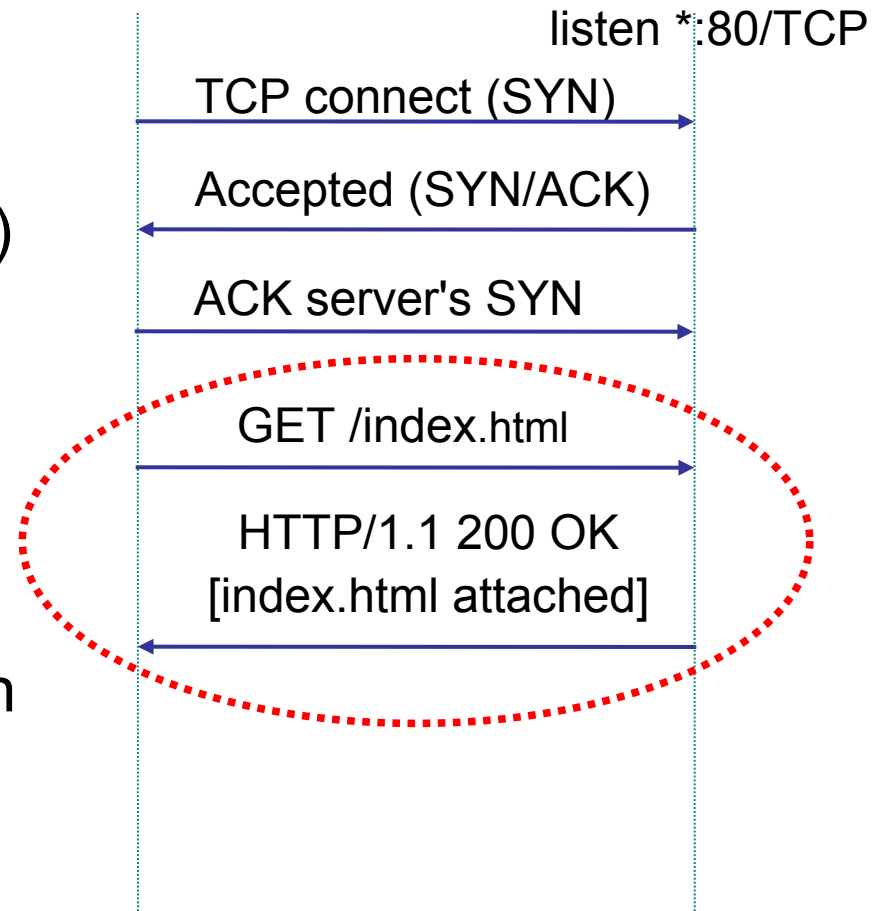 listen *:80/TCP
TCP connect (SYN)
Accepted (SYN/ACK)
)
ACK server's SYN
GET /index.html
HTTP/1.1 200 OK
[index.html attached]
n